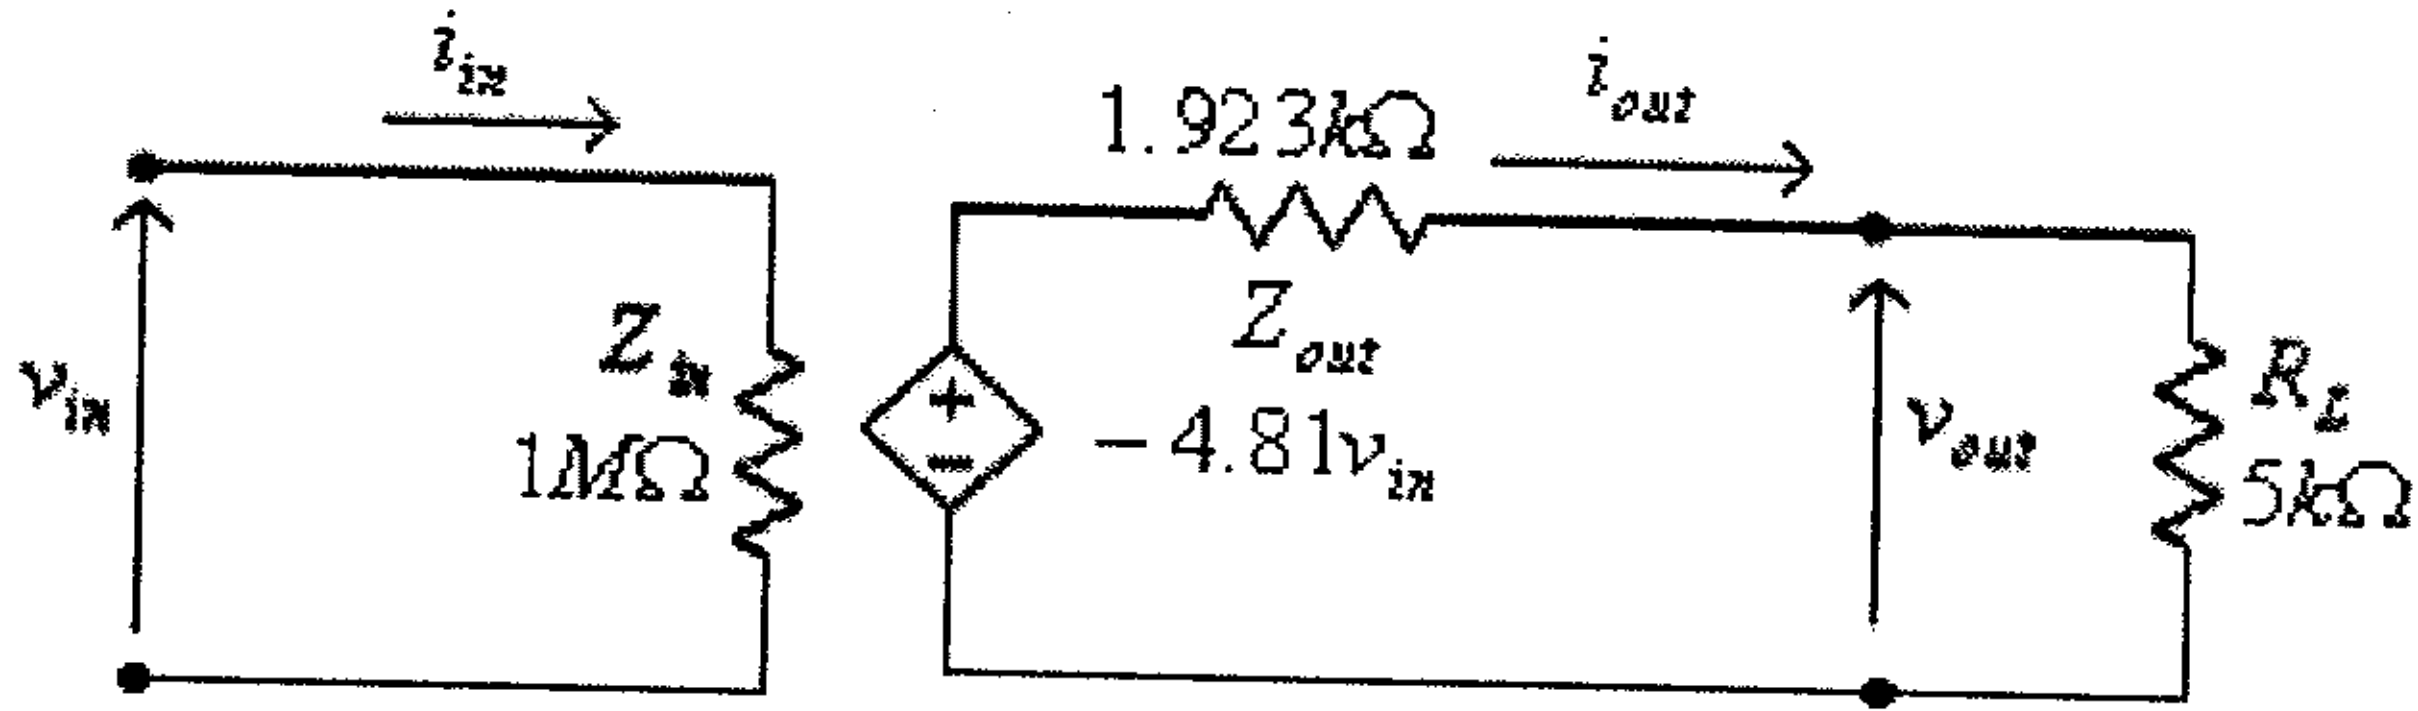 i_in
1.923kΩ
i_out
v_in
Z_in
1MΩ
+
−
−4.81v_in
Z_out
v_out
R_L
5kΩ